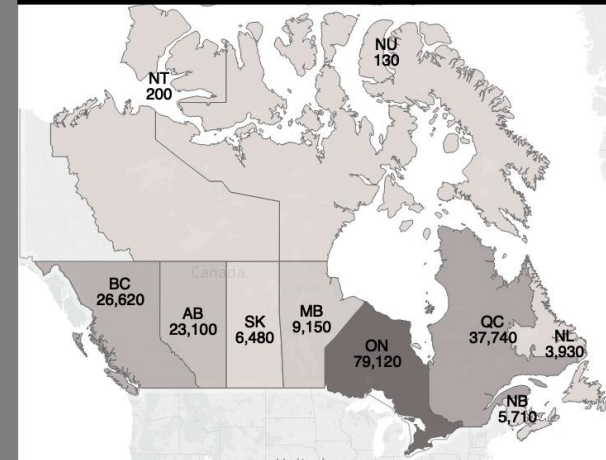 NU
130
NT
200
Canada
BC
26,620
AB
23,100
SK
6,480
MB
9,150
ON
79,120
QC
37,740
NL
3,930
NB
5,710